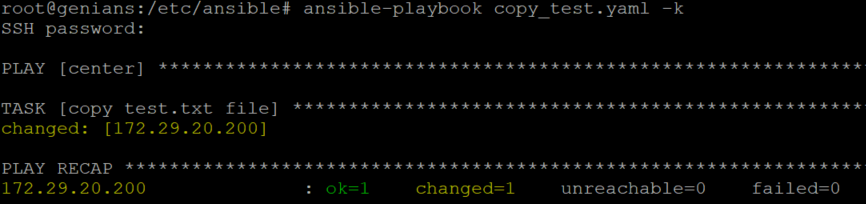 root@genians:/etc/ansible# ansible-playbook copy_test.yaml -k
SSH password:
PLAY [center] ******************************************************************
TASK [copy test.txt file] ****************************************************
changed: [172.29.20.200]
PLAY RECAP *********************************************************************
172.29.20.200 : ok=1 changed=1 unreachable=0 failed=0